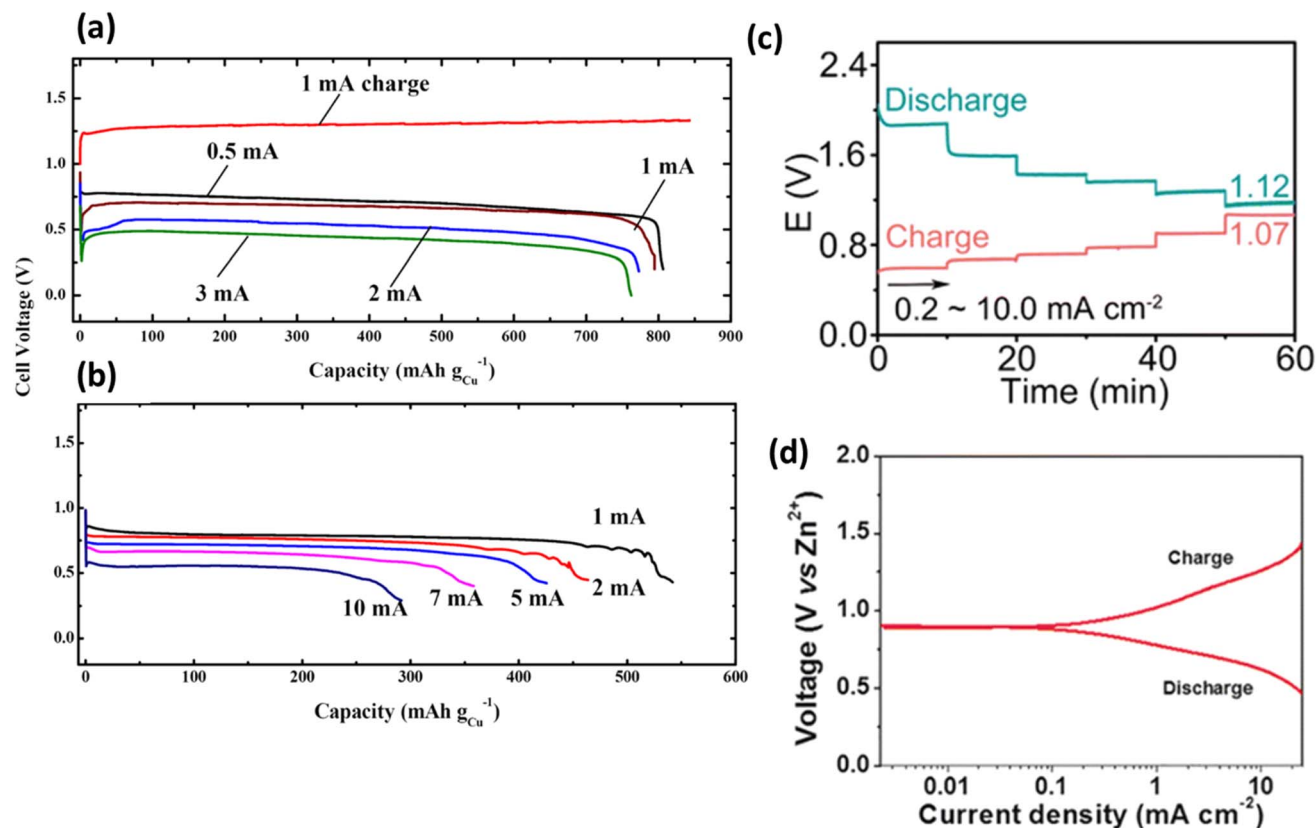 (a)
1 mA charge
0.5 mA
1 mA
3 mA
2 mA
1.5
1.0
0.5
0.0
0 100 200 300 400 500 600 700 800 900
Capacity (mAh g_Cu^-1)
Cell Voltage (V)
(b)
1 mA
2 mA
5 mA
7 mA
10 mA
1.5
1.0
0.5
0.0
0 100 200 300 400 500 600
Capacity (mAh g_Cu^-1)
(c)
2.4
1.6
0.8
0.0
E (V)
Discharge
1.12
Charge
1.07
0.2 ~ 10.0 mA cm⁻²
0 20 40 60
Time (min)
(d)
2.0
1.5
1.0
0.5
0.0
Voltage (V vs Zn²⁺)
Charge
Discharge
0.01 0.1 1 10
Current density (mA cm⁻²)